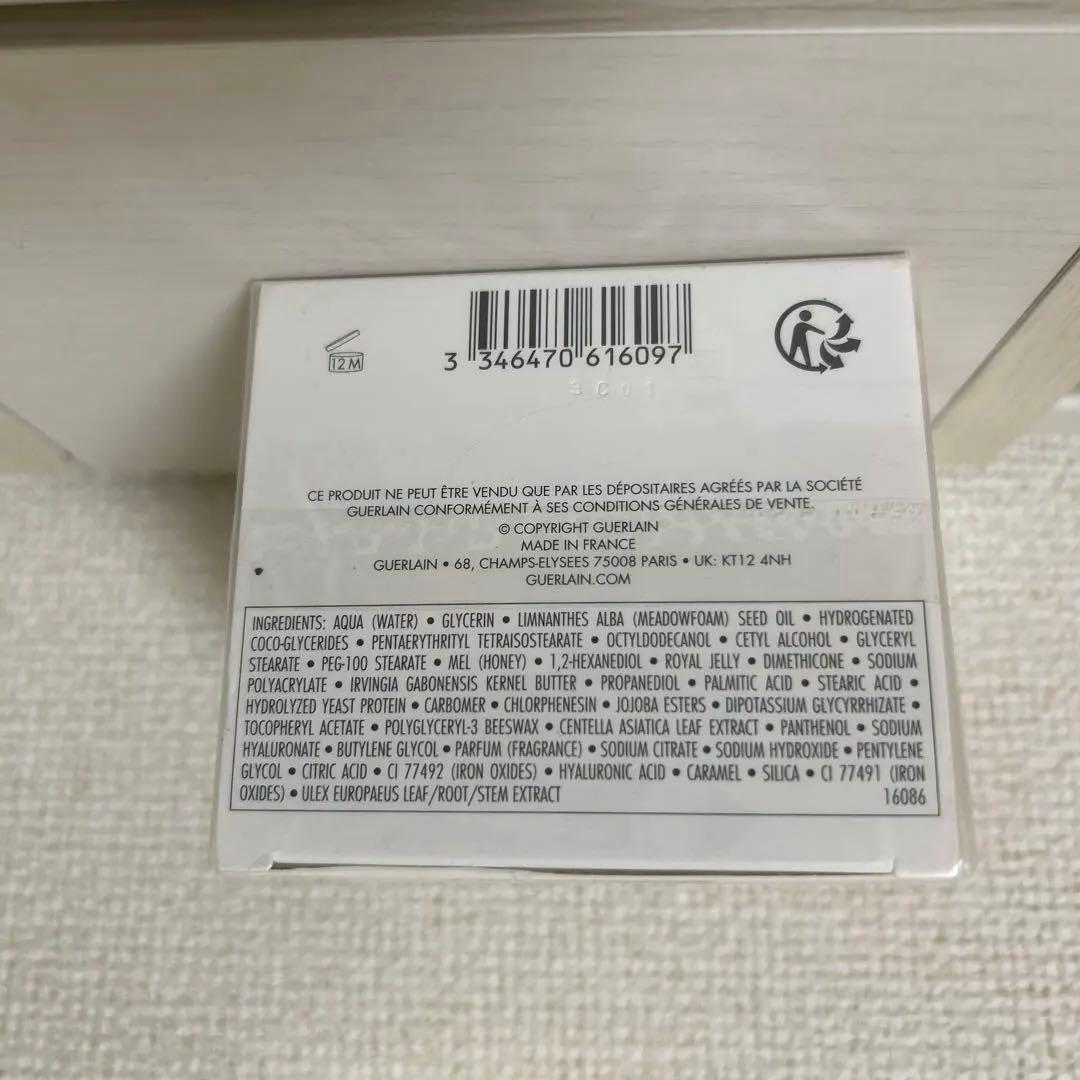 12 M
3 346470 616097
3C01
CE PRODUIT NE PEUT ÊTRE VENDU QUE PAR LES DÉPOSITAIRES AGRÉÉS PAR LA SOCIÉTÉ
GUERLAIN CONFORMÉMENT À SES CONDITIONS GÉNÉRALES DE VENTE.
© COPYRIGHT GUERLAIN
MADE IN FRANCE
GUERLAIN • 68, CHAMPS-ELYSEES 75008 PARIS • UK: KT12 4NH
GUERLAIN.COM
INGREDIENTS: AQUA (WATER) • GLYCERIN • LIMNANTHES ALBA (MEADOWFOAM) SEED OIL • HYDROGENATED
COCO-GLYCERIDES • PENTAERYTHRITYL TETRAISOSTEARATE • OCTYLDODECANOL • CETYL ALCOHOL • GLYCERYL
STEARATE • PEG-100 STEARATE • MEL (HONEY) • 1,2-HEXANEDIOL • ROYAL JELLY • DIMETHICONE • SODIUM
POLYACRYLATE • IRVINGIA GABONENSIS KERNEL BUTTER • PROPANEDIOL • PALMITIC ACID • STEARIC ACID •
HYDROLYZED YEAST PROTEIN • CARBOMER • CHLORPHENESIN • JOJOBA ESTERS • DIPOTASSIUM GLYCYRRHIZATE •
TOCOPHERYL ACETATE • POLYGLYCERYL-3 BEESWAX • CENTELLA ASIATICA LEAF EXTRACT • PANTHENOL • SODIUM
HYALURONATE • BUTYLENE GLYCOL • PARFUM (FRAGRANCE) • SODIUM CITRATE • SODIUM HYDROXIDE • PENTYLENE
GLYCOL • CITRIC ACID • CI 77492 (IRON OXIDES) • HYALURONIC ACID • CARAMEL • SILICA • CI 77491 (IRON
OXIDES) • ULEX EUROPAEUS LEAF/ROOT/STEM EXTRACT 16086